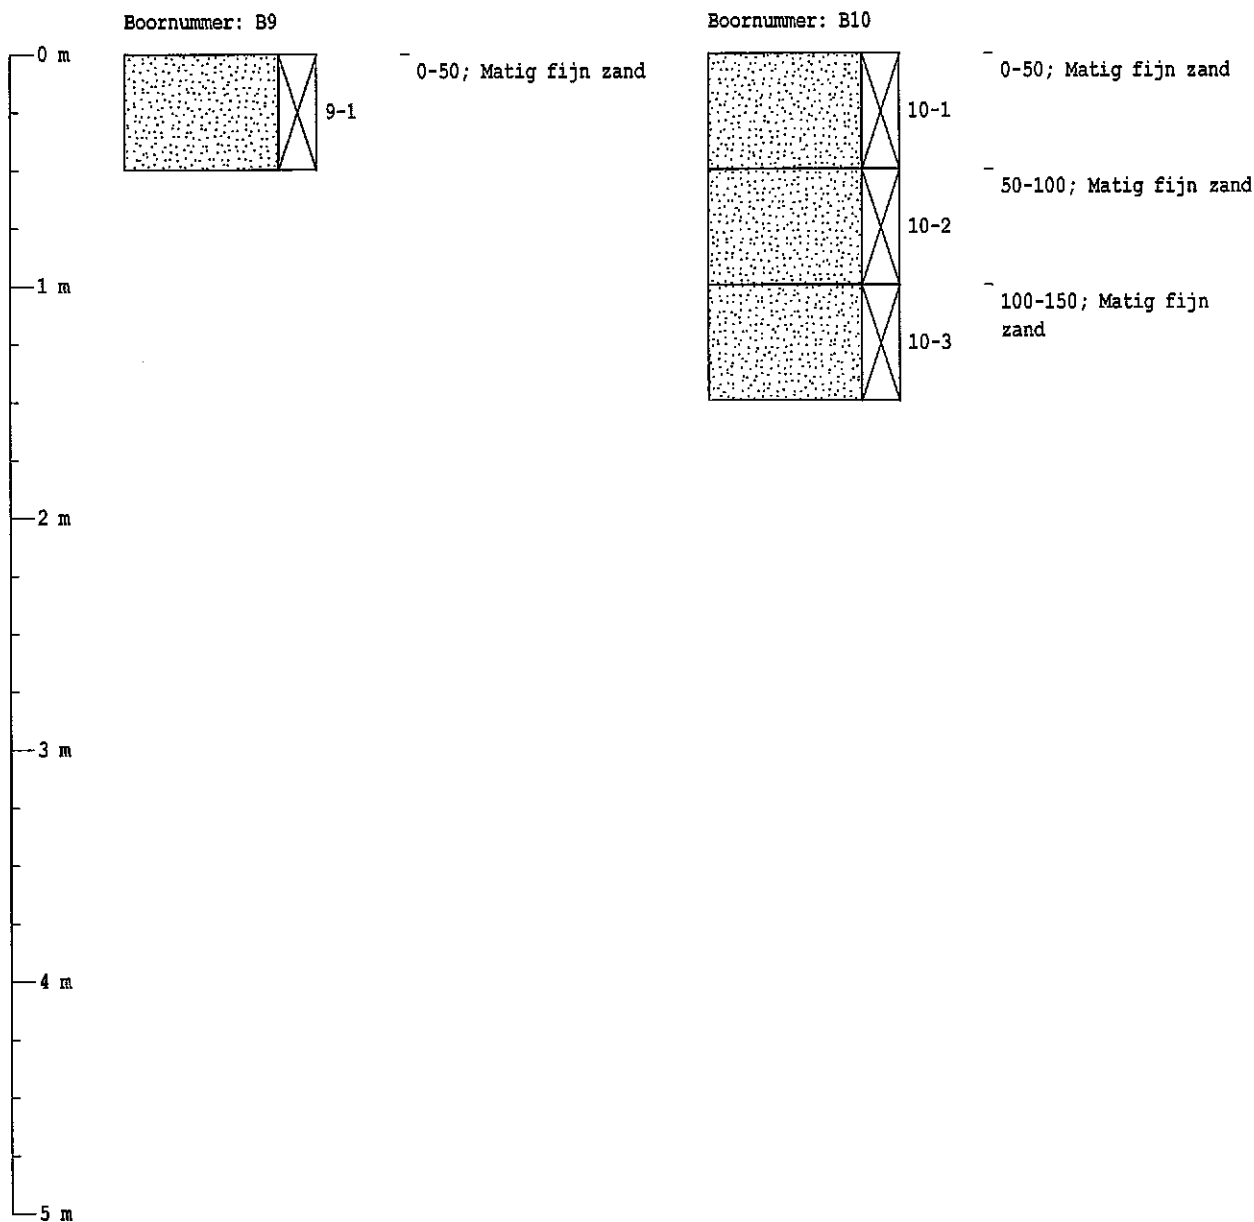 Boornummer: B9
0 m
0-50; Matig fijn zand
9-1
1 m
2 m
3 m
4 m
5 m
Boornummer: B10
0-50; Matig fijn zand
10-1
50-100; Matig fijn zand
10-2
100-150; Matig fijn
zand
10-3